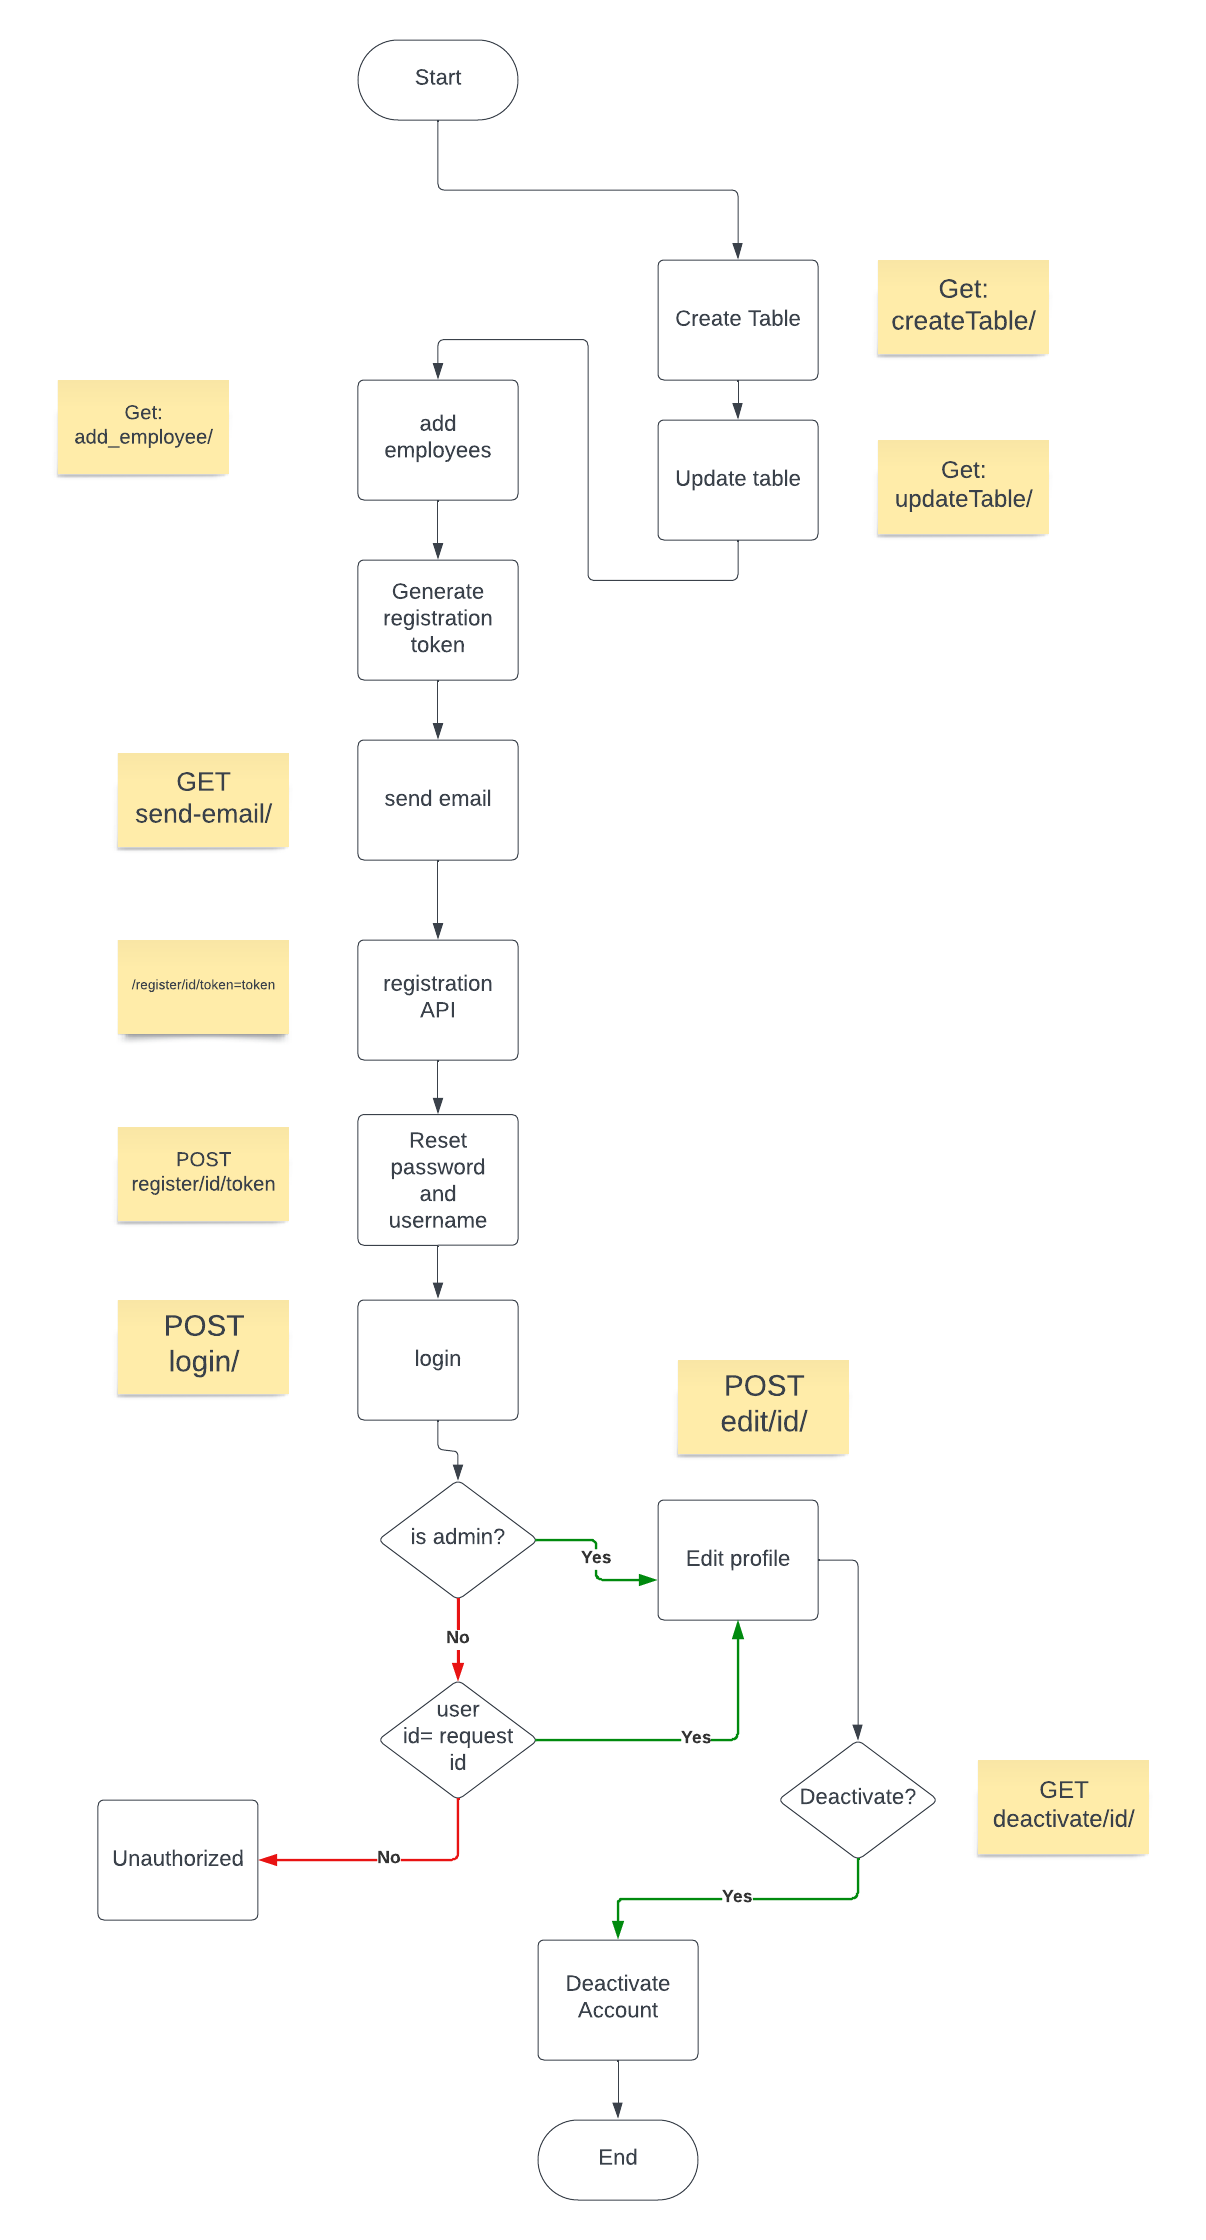 Start
Create Table
Get:
createTable/
Get:
add_employee/
add
employees
Update table
Get:
updateTable/
Generate
registration
token
GET
send-email/
send email
/register/id/token=token
registration
API
POST
register/id/token
Reset
password
and
username
POST
login/
login
POST
edit/id/
is admin?
Yes
Edit profile
No
user
id= request
id
Yes
Deactivate?
GET
deactivate/id/
Unauthorized
No
Yes
Deactivate
Account
End